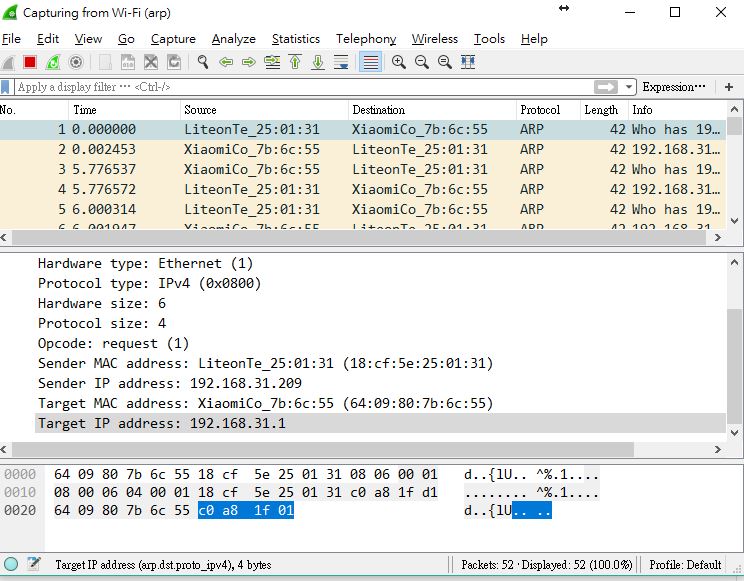 Capturing from Wi-Fi (arp)
File Edit View Go Capture Analyze Statistics Telephony Wireless Tools Help
Apply a display filter ··· <Ctrl-/> Expression··· +
No. Time Source Destination Protocol Length Info
1 0.000000 LiteonTe_25:01:31 XiaomiCo_7b:6c:55 ARP 42 Who has 19…
2 0.002453 XiaomiCo_7b:6c:55 LiteonTe_25:01:31 ARP 42 192.168.31…
3 5.776537 XiaomiCo_7b:6c:55 LiteonTe_25:01:31 ARP 42 Who has 19…
4 5.776572 LiteonTe_25:01:31 XiaomiCo_7b:6c:55 ARP 42 192.168.31…
5 6.000314 LiteonTe_25:01:31 XiaomiCo_7b:6c:55 ARP 42 Who has 19…
6 6.001947 XiaomiCo_7b:6c:55 LiteonTe_25:01:31 ARP 42 192.168.31…
Hardware type: Ethernet (1)
Protocol type: IPv4 (0x0800)
Hardware size: 6
Protocol size: 4
Opcode: request (1)
Sender MAC address: LiteonTe_25:01:31 (18:cf:5e:25:01:31)
Sender IP address: 192.168.31.209
Target MAC address: XiaomiCo_7b:6c:55 (64:09:80:7b:6c:55)
Target IP address: 192.168.31.1
0000 64 09 80 7b 6c 55 18 cf 5e 25 01 31 08 06 00 01 d..{lU.. ^%.1....
0010 08 00 06 04 00 01 18 cf 5e 25 01 31 c0 a8 1f d1 ........ ^%.1....
0020 64 09 80 7b 6c 55 c0 a8 1f 01 d..{lU.. ..
Target IP address (arp.dst.proto_ipv4), 4 bytes Packets: 52 · Displayed: 52 (100.0%) Profile: Default